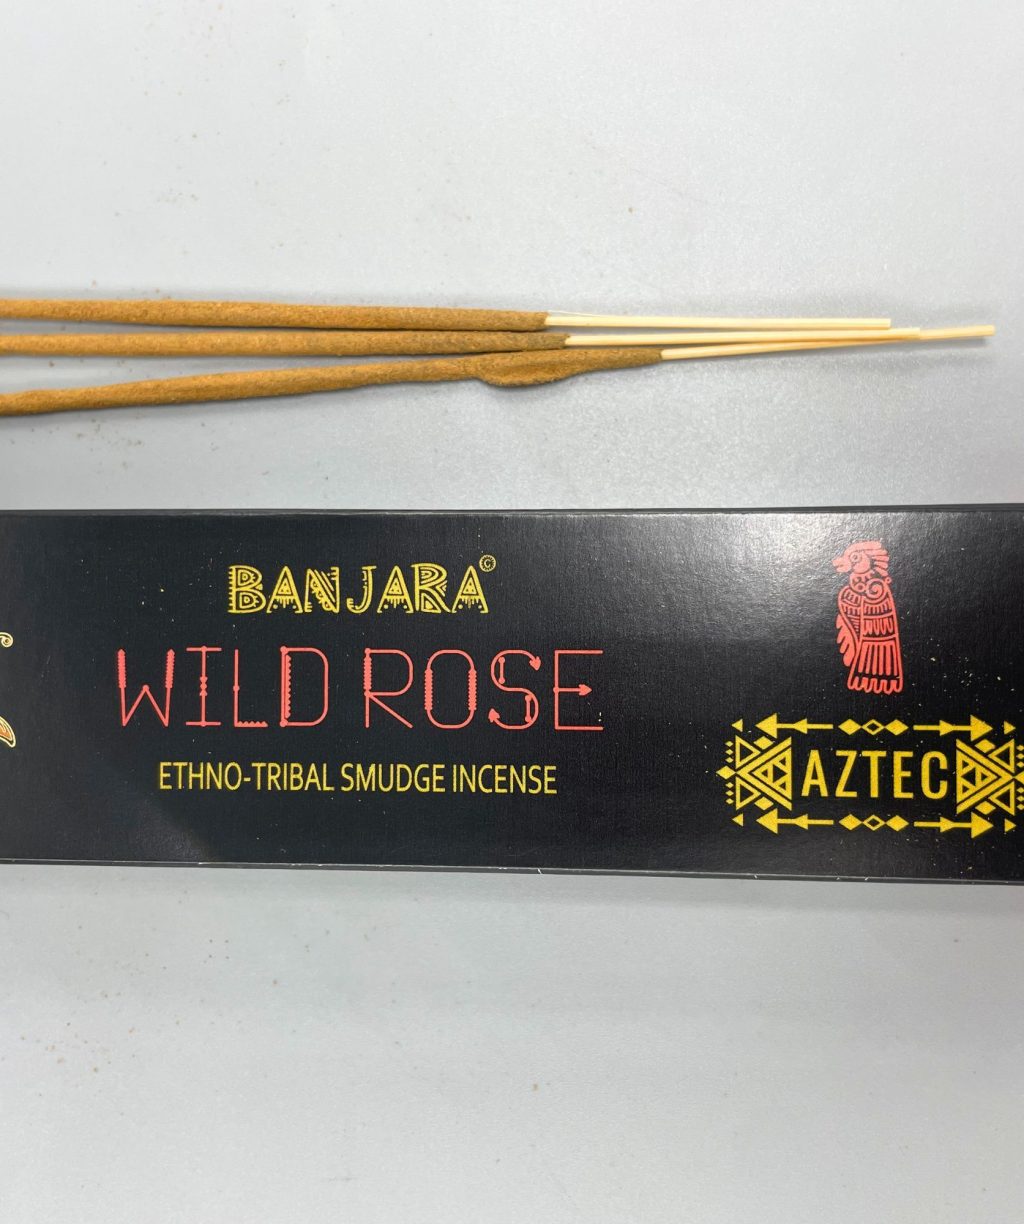 BANJARA©
WILD ROSE
ETHNO-TRIBAL SMUDGE INCENSE
AZTEC